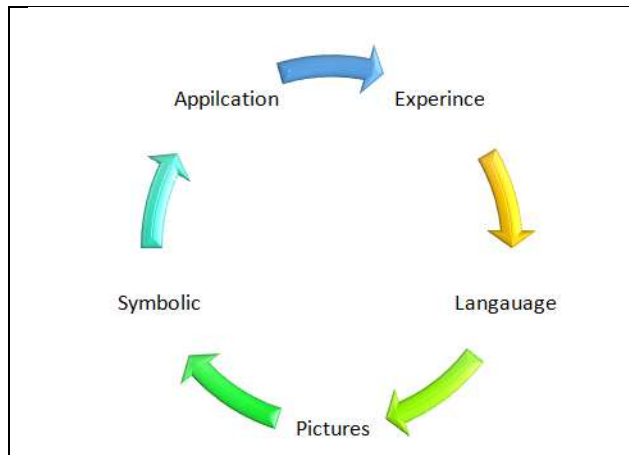 Appilcation
Experince
Langauage
Pictures
Symbolic